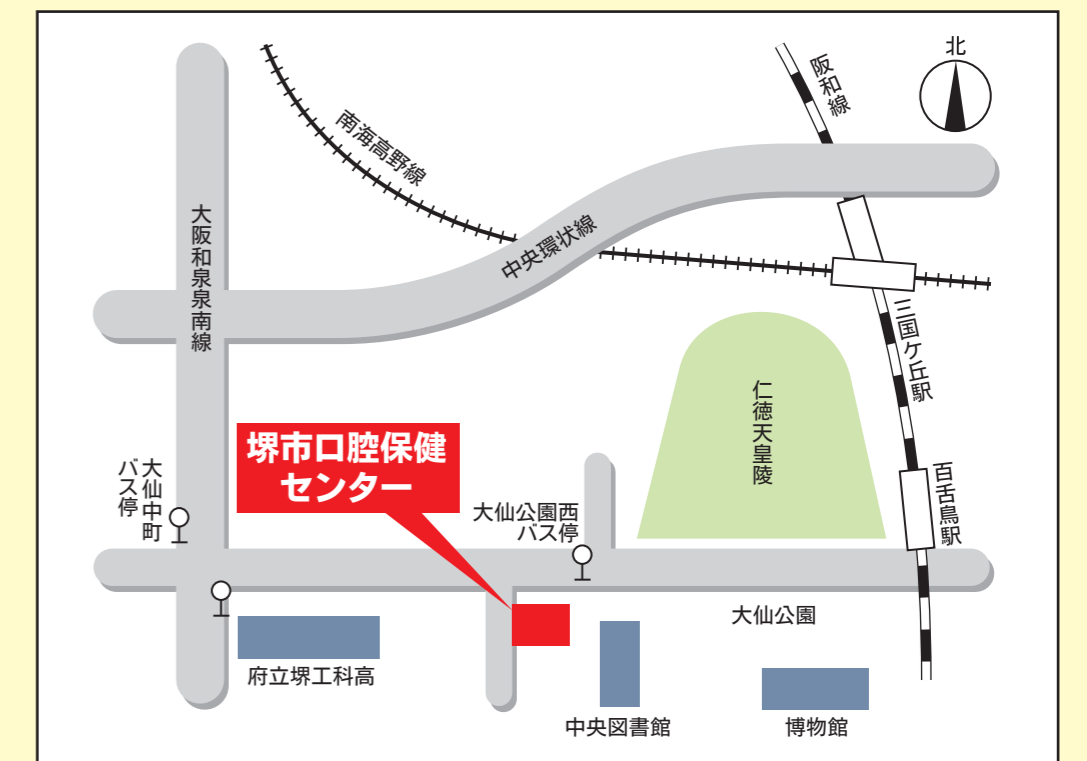 北
阪和線
南海高野線
中央環状線
大阪和泉泉南線
三国ケ丘駅
仁徳天皇陵
堺市口腔保健
センター
大仙中町
バス停
大仙公園西
バス停
百舌鳥駅
大仙公園
府立堺工科高
中央図書館
博物館